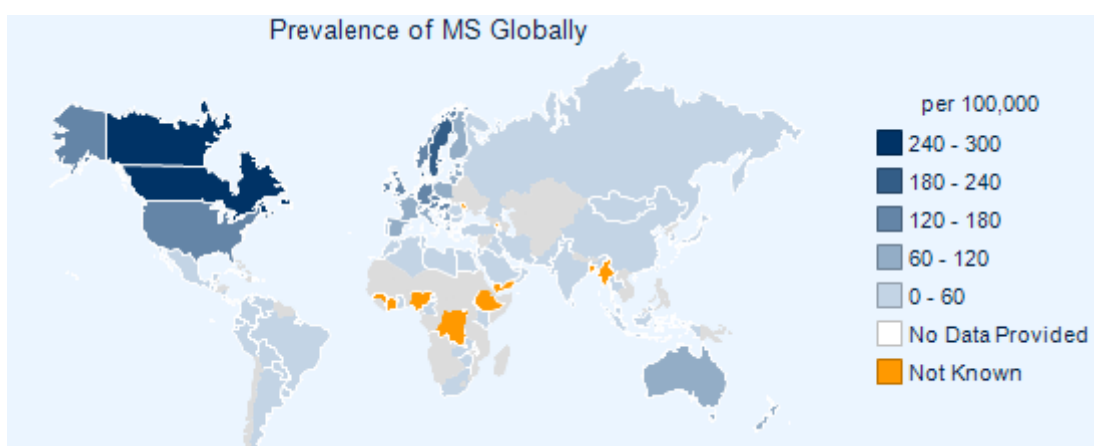 Prevalence of MS Globally
per 100,000
240 - 300
180 - 240
120 - 180
60 - 120
0 - 60
No Data Provided
Not Known